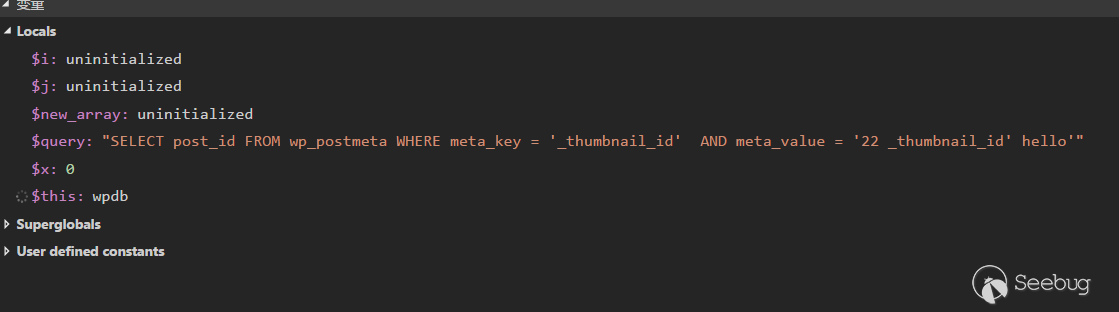 变量
Locals
$i: uninitialized
$j: uninitialized
$new_array: uninitialized
$query: "SELECT post_id FROM wp_postmeta WHERE meta_key = '_thumbnail_id'  AND meta_value = '22 _thumbnail_id' hello'"
$x: 0
$this: wpdb
Superglobals
User defined constants
Seebug